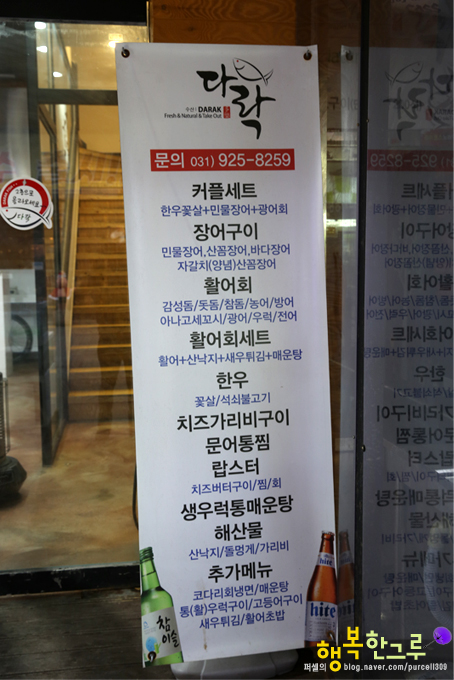 다락
수산 | DARAK
Fresh & Natural & Take Out
문의 031) 925-8259
커플세트
한우꽃살+민물장어+광어회
장어구이
민물장어,산꼼장어,바다장어
자갈치(양념)산꼼장어
활어회
감성돔/돗돔/참돔/농어/방어
아나고세꼬시/광어/우럭/전어
활어회세트
활어+산낙지+새우튀김+매운탕
한우
꽃살/석쇠불고기
치즈가리비구이
문어통찜
랍스터
치즈버터구이/찜/회
생우럭통매운탕
해산물
산낙지/돌멍게/가리비
추가메뉴
코다리회냉면/매운탕
통(활)우럭구이/고등어구이
새우튀김/활어초밥
참이슬
hite
hite
다락
퍼셀의 행복한그루
blog.naver.com/purcell309